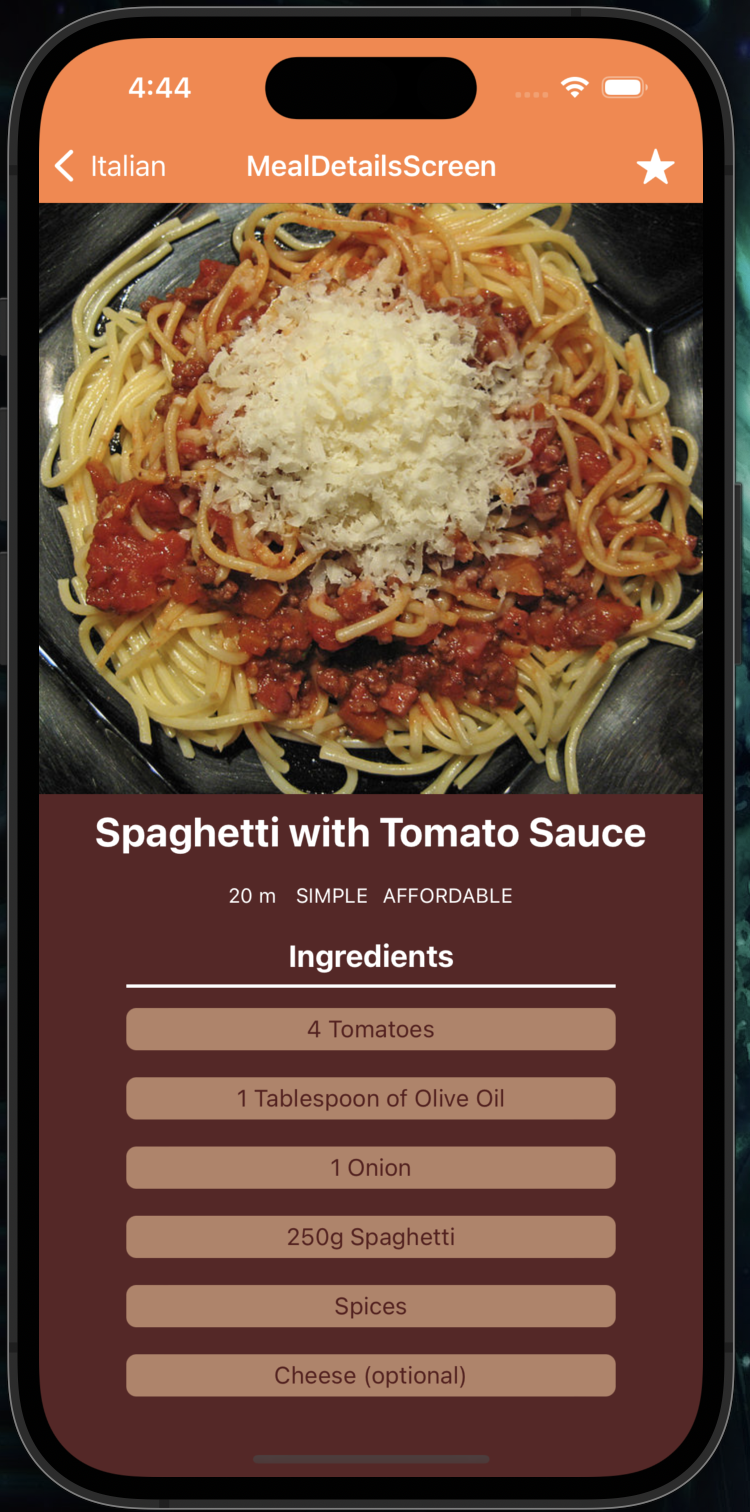 4:44
Italian MealDetailsScreen
Spaghetti with Tomato Sauce
20 m SIMPLE AFFORDABLE
Ingredients
4 Tomatoes
1 Tablespoon of Olive Oil
1 Onion
250g Spaghetti
Spices
Cheese (optional)